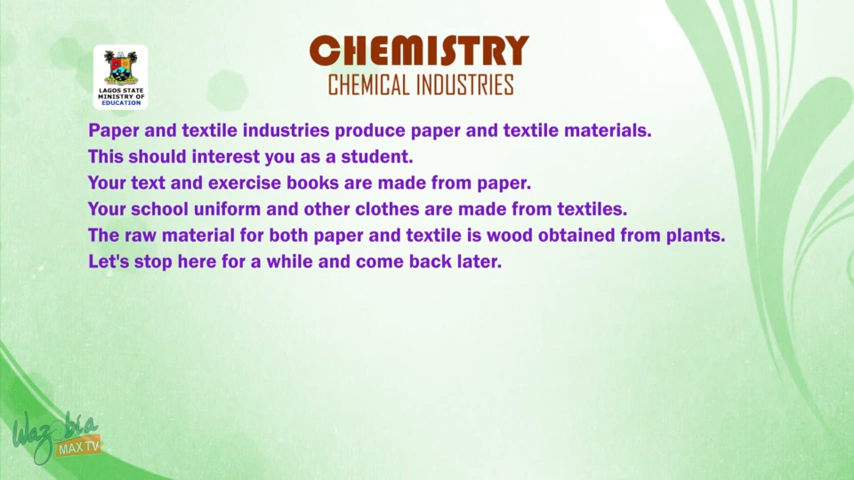 CHEMISTRY
CHEMICAL INDUSTRIES
LAGOS STATE
MINISTRY OF
EDUCATION
Paper and textile industries produce paper and textile materials.
This should interest you as a student.
Your text and exercise books are made from paper.
Your school uniform and other clothes are made from textiles.
The raw material for both paper and textile is wood obtained from plants.
Let's stop here for a while and come back later.
Wazobia
MAX TV